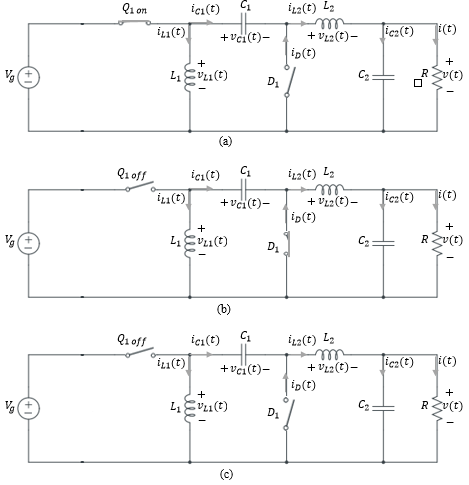 Q1 on
iL1(t)
iC1(t)
C1
+ vC1(t) −
iL2(t)
L2
+ vL2(t) −
iD(t)
iC2(t)
i(t)
Vg
L1
+
vL1(t)
−
D1
C2
R
+
v(t)
−
(a)
Q1 off
iL1(t)
iC1(t)
C1
+ vC1(t) −
iL2(t)
L2
+ vL2(t) −
iD(t)
iC2(t)
i(t)
Vg
L1
+
vL1(t)
−
D1
C2
R
+
v(t)
−
(b)
Q1 off
iL1(t)
iC1(t)
C1
+ vC1(t) −
iL2(t)
L2
+ vL2(t) −
iD(t)
iC2(t)
i(t)
Vg
L1
+
vL1(t)
−
D1
C2
R
+
v(t)
−
(c)